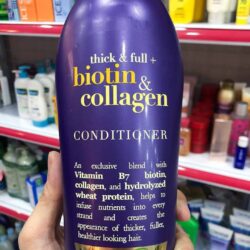 thick & full +
biotin
&
collagen
CONDITIONER
An exclusive blend with
Vitamin B7 biotin,
collagen, and hydrolyzed
wheat protein, helps to
infuse nutrients into every
strand and creates the
appearance of thicker, fuller,
healthier looking hair.